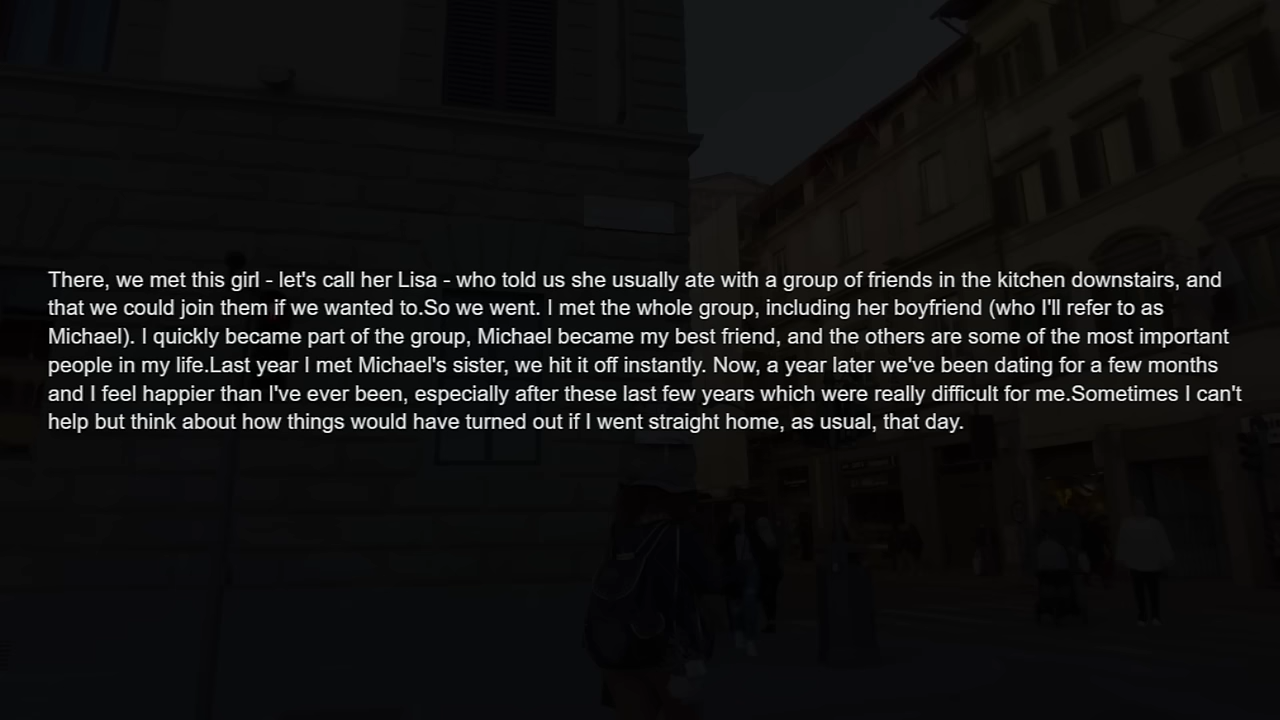 There, we met this girl - let's call her Lisa - who told us she usually ate with a group of friends in the kitchen downstairs, and
that we could join them if we wanted to.So we went. I met the whole group, including her boyfriend (who I'll refer to as
Michael). I quickly became part of the group, Michael became my best friend, and the others are some of the most important
people in my life.Last year I met Michael's sister, we hit it off instantly. Now, a year later we've been dating for a few months
and I feel happier than I've ever been, especially after these last few years which were really difficult for me.Sometimes I can't
help but think about how things would have turned out if I went straight home, as usual, that day.